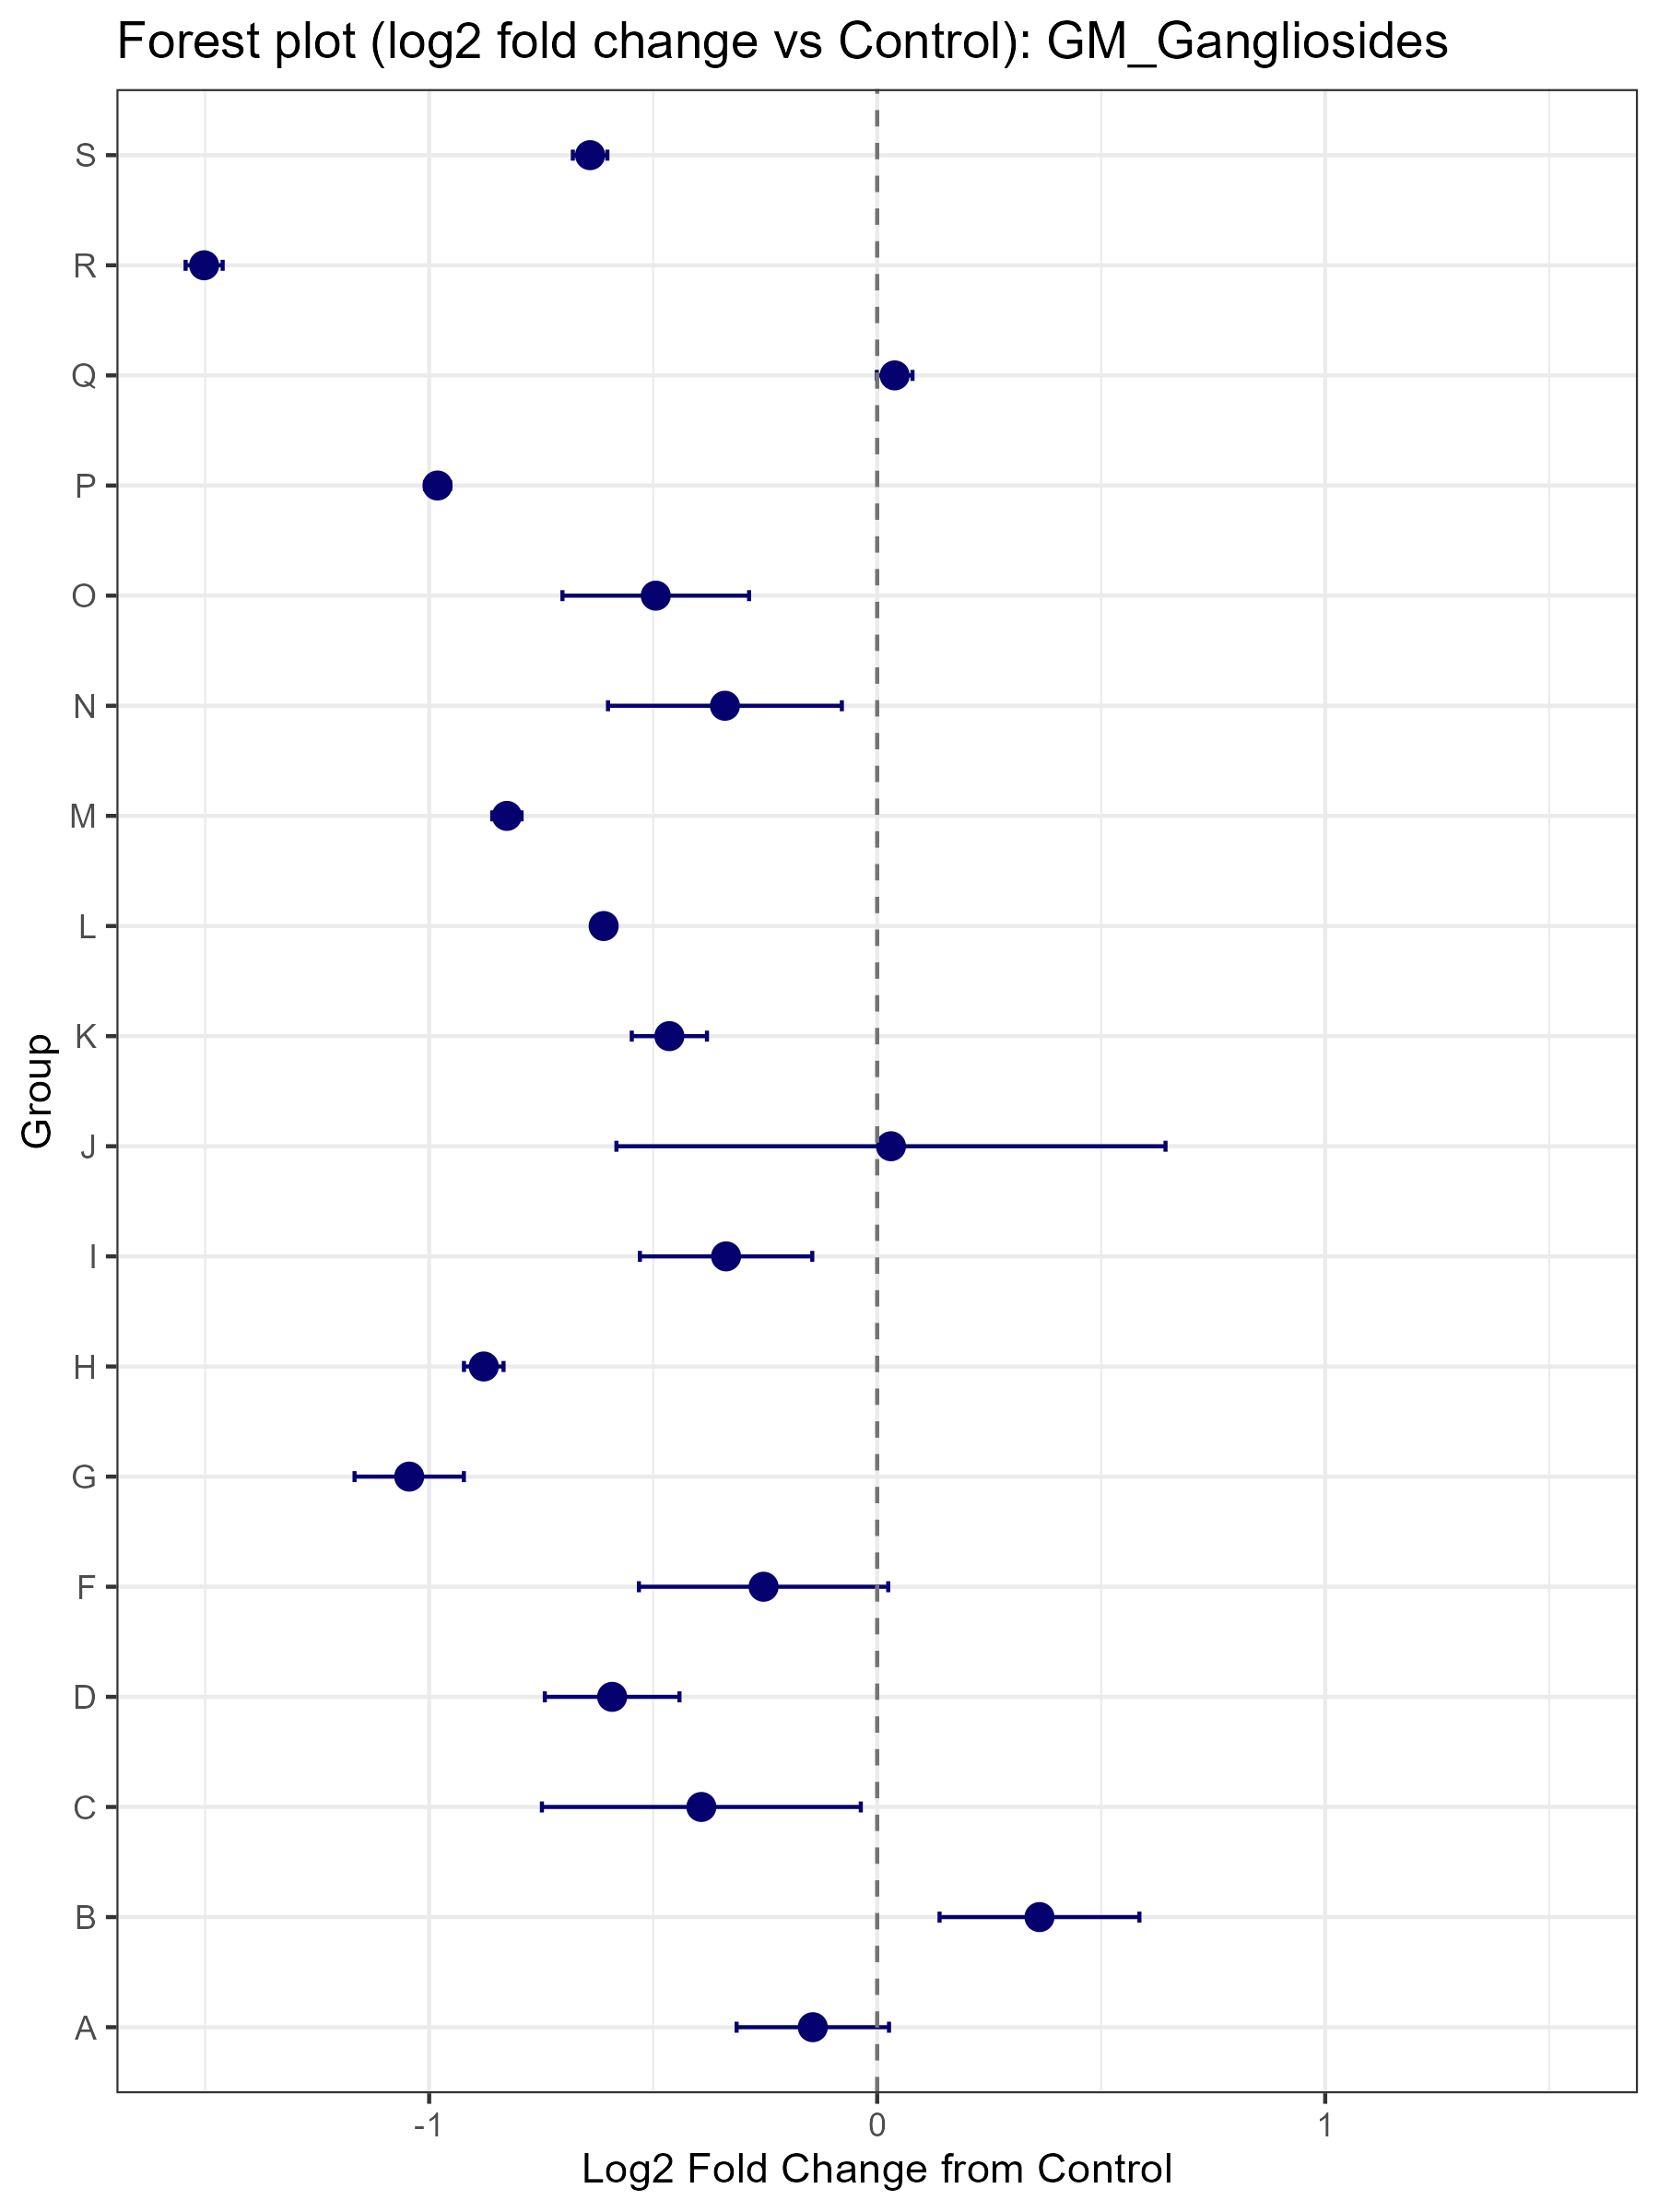 Forest plot (log2 fold change vs Control): GM_Gangliosides
S
R
Q
P
O
N
M
L
K
J
I
H
G
F
D
C
B
A
Group
-1 0 1
Log2 Fold Change from Control